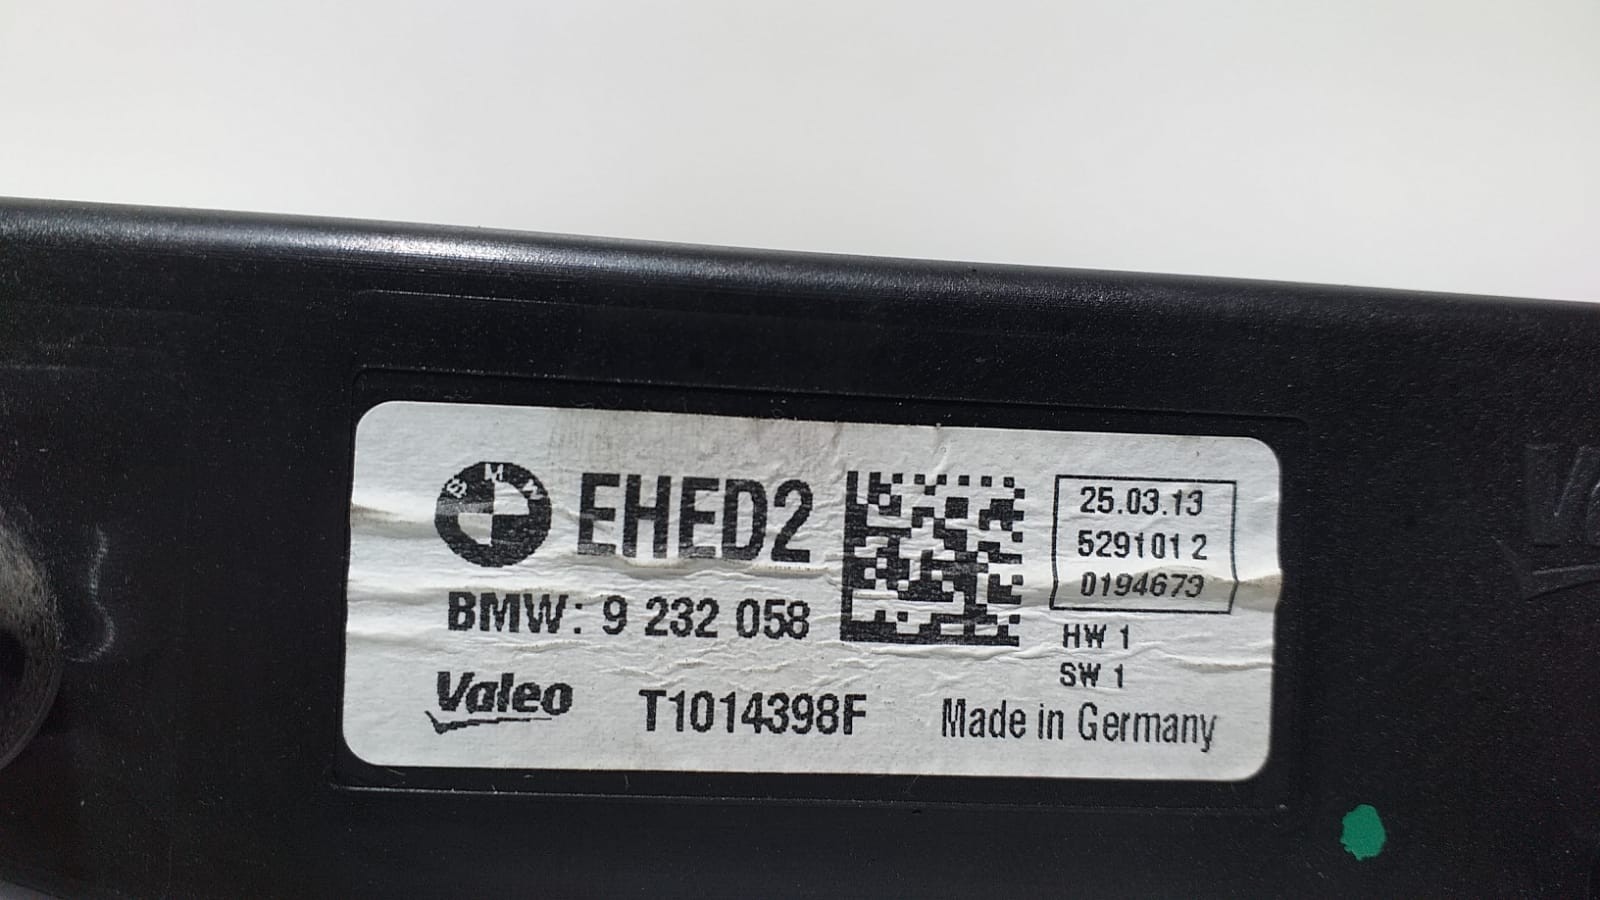 BMW
EHED2
BMW: 9 232 058
Valeo
T1014398F
25.03.13
5291012
0194673
HW 1
SW 1
Made in Germany